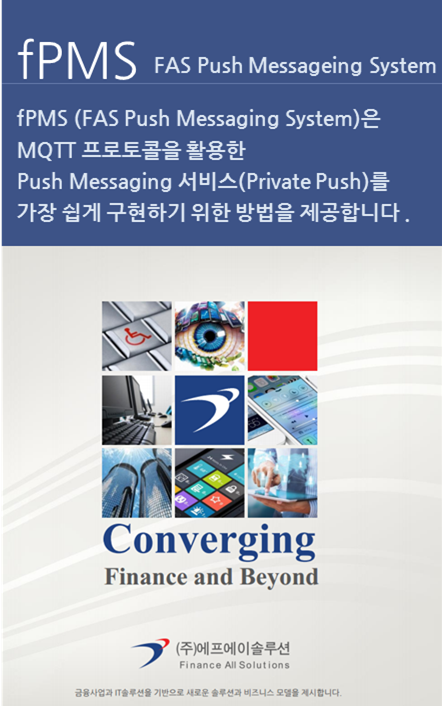 fPMS FAS Push Messageing System
fPMS (FAS Push Messaging System)은
MQTT 프로토콜을 활용한
Push Messaging 서비스(Private Push)를
가장 쉽게 구현하기 위한 방법을 제공합니다.
Converging
Finance and Beyond
(주)에프에이솔루션
Finance All Solutions
금융사업과 IT솔루션을 기반으로 새로운 솔루션과 비즈니스 모델을 제시합니다.